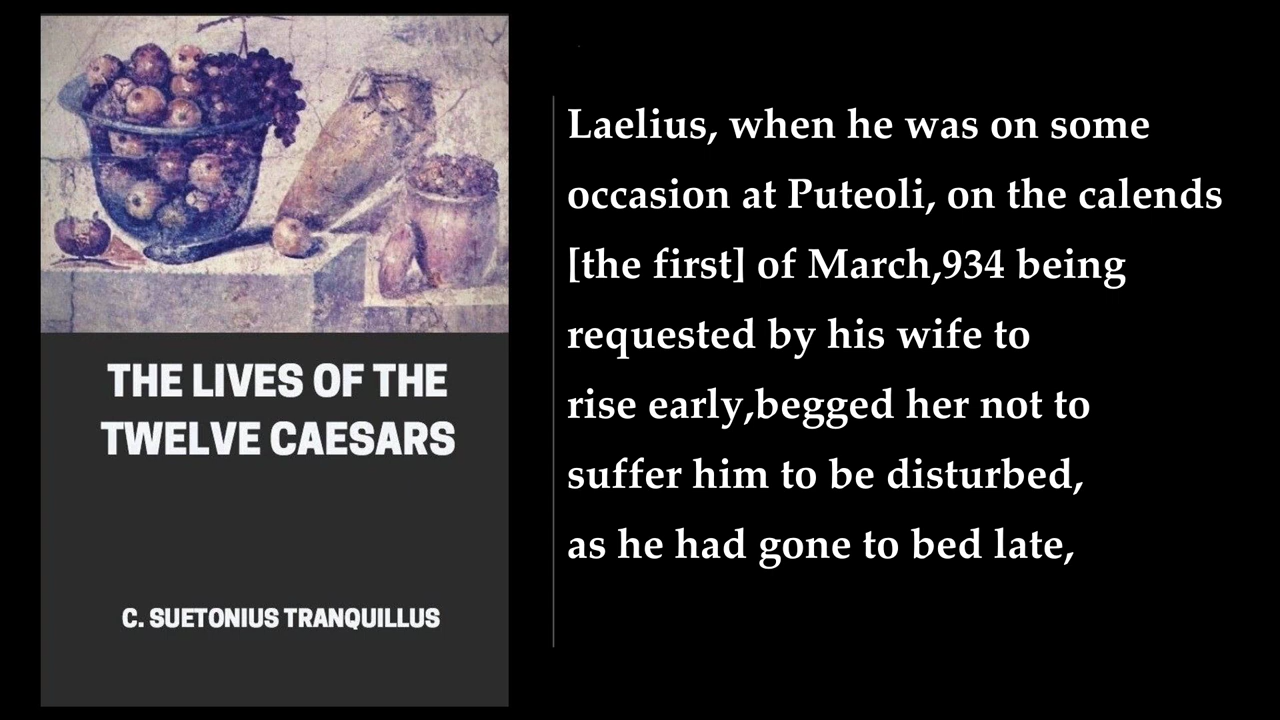 THE LIVES OF THE
TWELVE CAESARS
C. SUETONIUS TRANQUILLUS
Laelius, when he was on some
occasion at Puteoli, on the calends
[the first] of March,934 being
requested by his wife to
rise early,begged her not to
suffer him to be disturbed,
as he had gone to bed late,